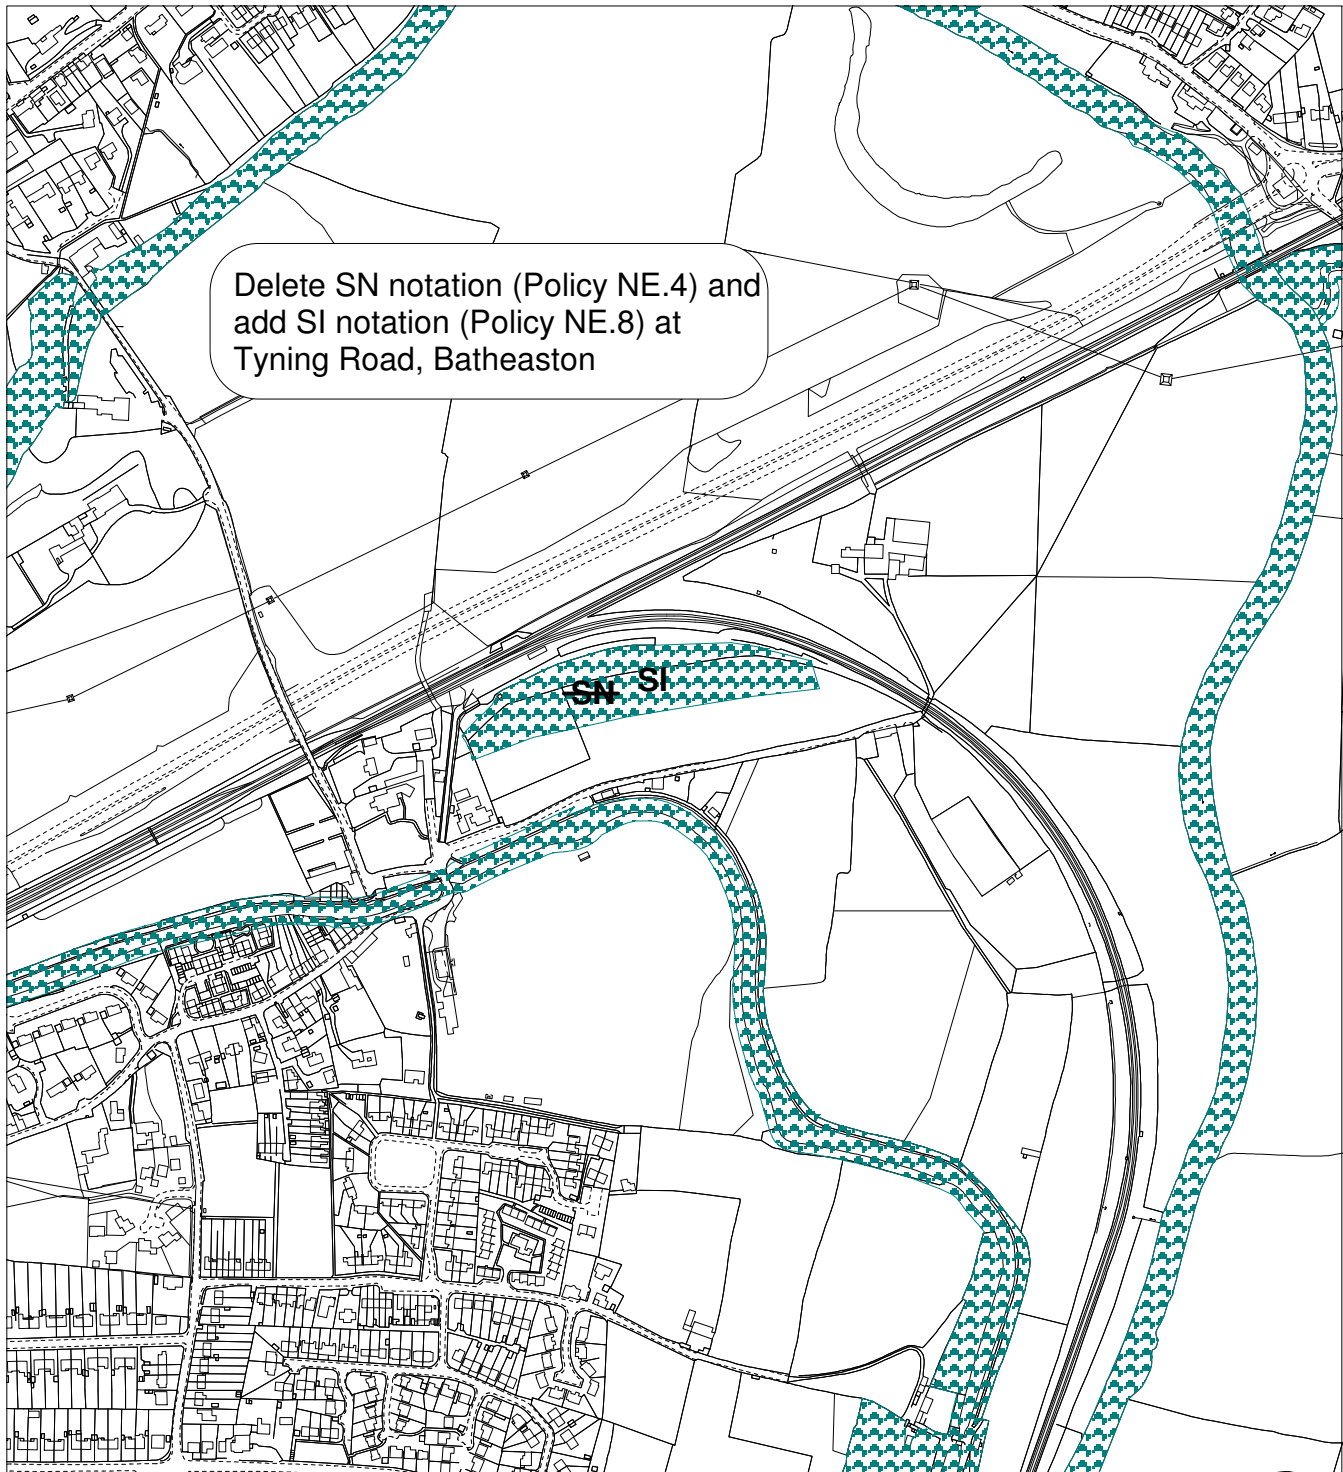 Delete SN notation (Policy NE.4) and
add SI notation (Policy NE.8) at
Tyning Road, Batheaston
SN SI